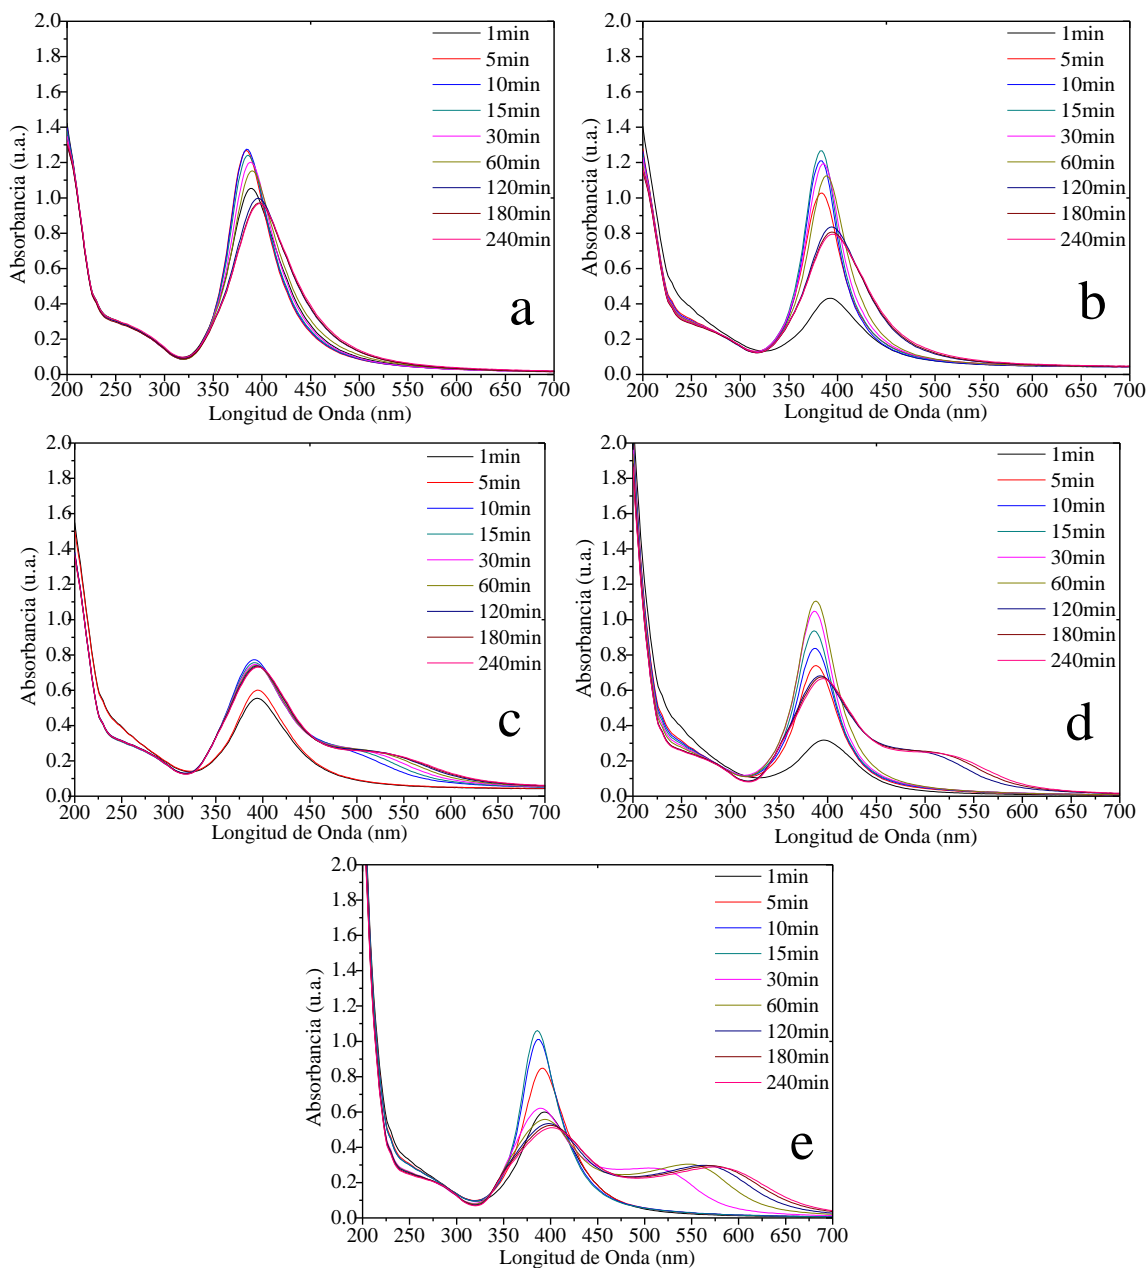 2.0
1.8
1.6
1.4
1.2
1.0
0.8
0.6
0.4
0.2
0.0
Absorbancia (u.a.)
200 250 300 350 400 450 500 550 600 650 700
Longitud de Onda (nm)
1min
5min
10min
15min
30min
60min
120min
180min
240min
a
2.0
1.8
1.6
1.4
1.2
1.0
0.8
0.6
0.4
0.2
0.0
Absorbancia (u.a.)
200 250 300 350 400 450 500 550 600 650 700
Longitud de Onda (nm)
1min
5min
10min
15min
30min
60min
120min
180min
240min
b
2.0
1.8
1.6
1.4
1.2
1.0
0.8
0.6
0.4
0.2
0.0
Absorbancia (u.a.)
200 250 300 350 400 450 500 550 600 650 700
Longitud de Onda (nm)
1min
5min
10min
15min
30min
60min
120min
180min
240min
c
2.0
1.8
1.6
1.4
1.2
1.0
0.8
0.6
0.4
0.2
0.0
Absorbancia (u.a.)
200 250 300 350 400 450 500 550 600 650 700
Longitud de Onda (nm)
1min
5min
10min
15min
30min
60min
120min
180min
240min
d
2.0
1.8
1.6
1.4
1.2
1.0
0.8
0.6
0.4
0.2
0.0
Absorbancia (u.a.)
200 250 300 350 400 450 500 550 600 650 700
Longitud de Onda (nm)
1min
5min
10min
15min
30min
60min
120min
180min
240min
e